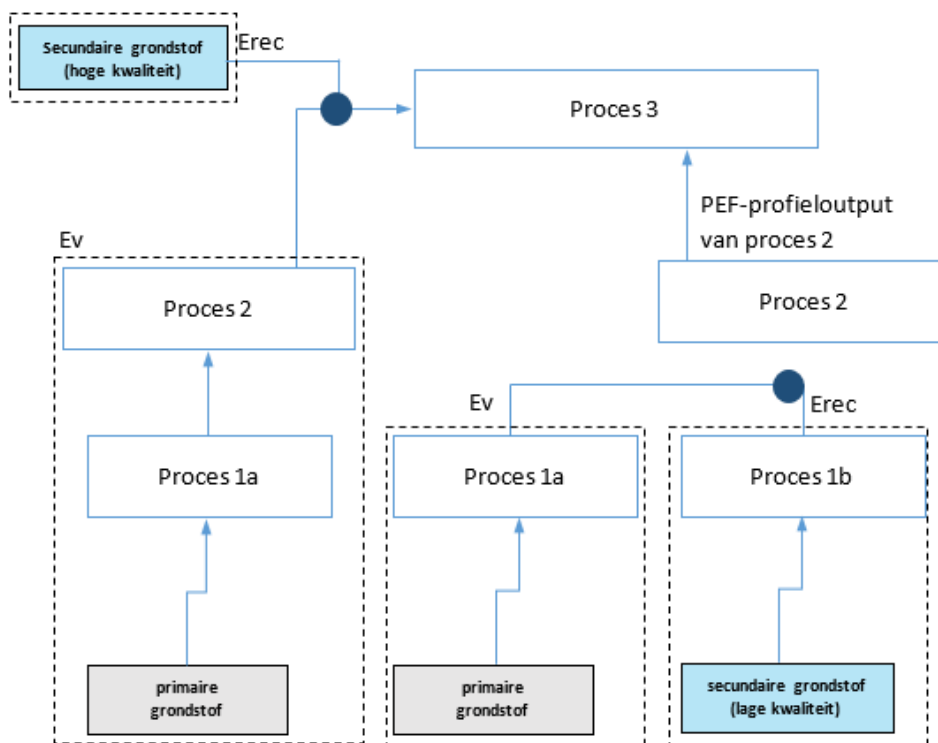 Secundaire grondstof
(hoge kwaliteit)
Erec
Proces 3
PEF-profieloutput
van proces 2
Ev
Proces 2
Proces 2
Ev
Erec
Proces 1a
Proces 1a
Proces 1b
primaire
grondstof
primaire
grondstof
secundaire grondstof
(lage kwaliteit)